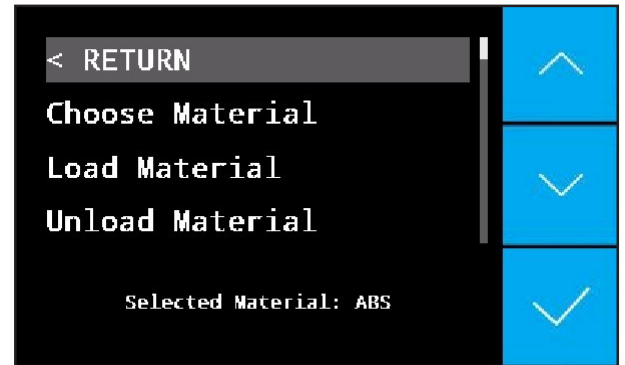 < RETURN
Choose Material
Load Material
Unload Material
Selected Material: ABS